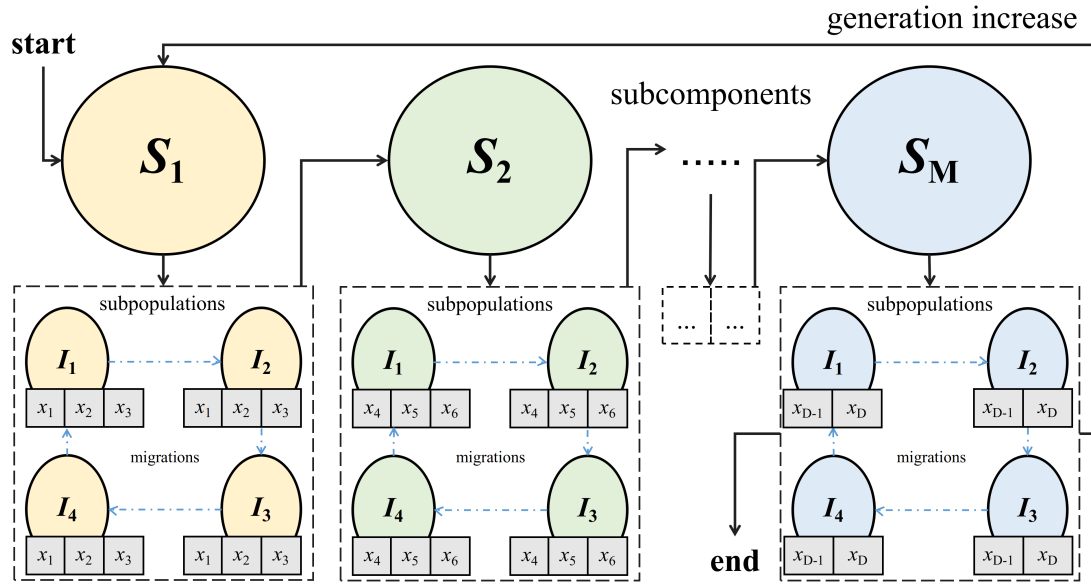 generation increase
start
subcomponents
S1 S2 ..... SM
subpopulations subpopulations subpopulations
I1 I2 I1 I2 ... ... I1 I2
x1 x2 x3 x1 x2 x3 x4 x5 x6 x4 x5 x6 xD-1 xD xD-1 xD
migrations migrations migrations
I4 I3 I4 I3 I4 I3
end
x1 x2 x3 x1 x2 x3 x4 x5 x6 x4 x5 x6 xD-1 xD xD-1 xD